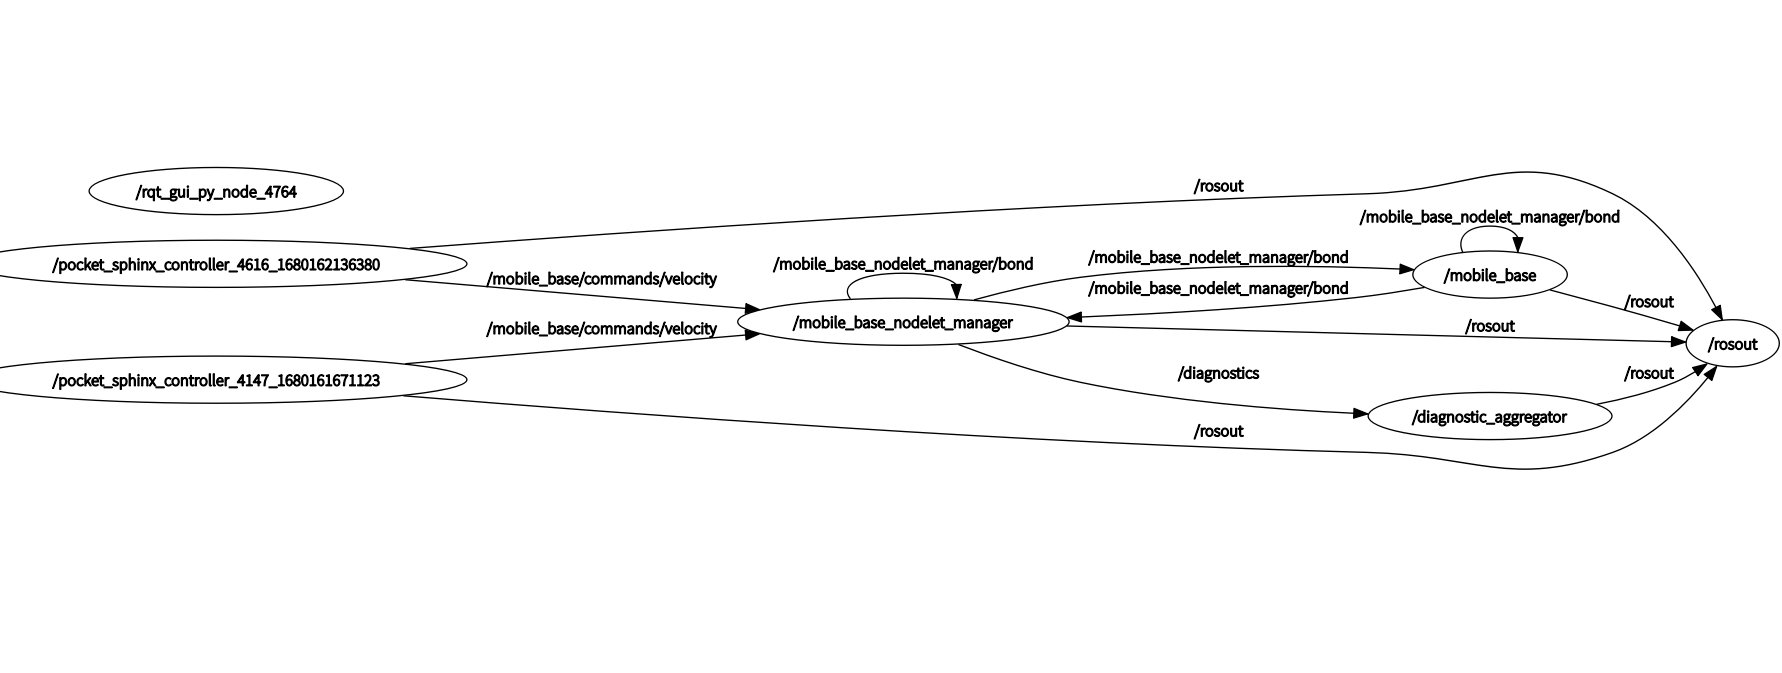 /rqt_gui_py_node_4764
/rosout
/mobile_base_nodelet_manager/bond
/pocket_sphinx_controller_4616_1680162136380
/mobile_base/commands/velocity
/mobile_base_nodelet_manager/bond
/mobile_base_nodelet_manager/bond
/mobile_base
/mobile_base_nodelet_manager/bond
/rosout
/mobile_base/commands/velocity
/mobile_base_nodelet_manager
/rosout
/rosout
/pocket_sphinx_controller_4147_1680161671123
/diagnostics
/rosout
/diagnostic_aggregator
/rosout